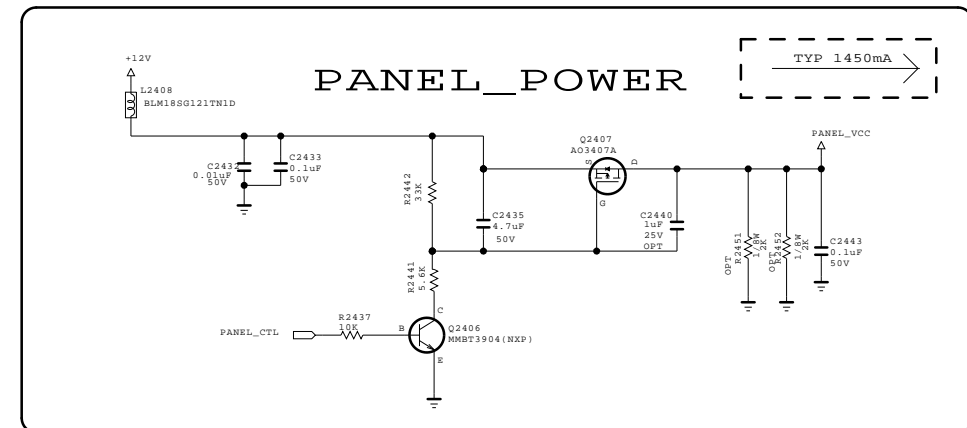 PANEL_POWER
TYP 1450mA
+12V
L2408
BLM18SG121TN1D
C2432
0.01uF
50V
C2433
0.1uF
50V
R2442
33K
C2435
4.7uF
50V
Q2407
AO3407A
S
D
G
C2440
1uF
25V
OPT
PANEL_VCC
OPT
R2451
1/8W
2K
OPT
R2452
1/8W
2K
C2443
0.1uF
50V
R2441
5.6K
PANEL_CTL
R2437
10K
B
C
E
Q2406
MMBT3904(NXP)